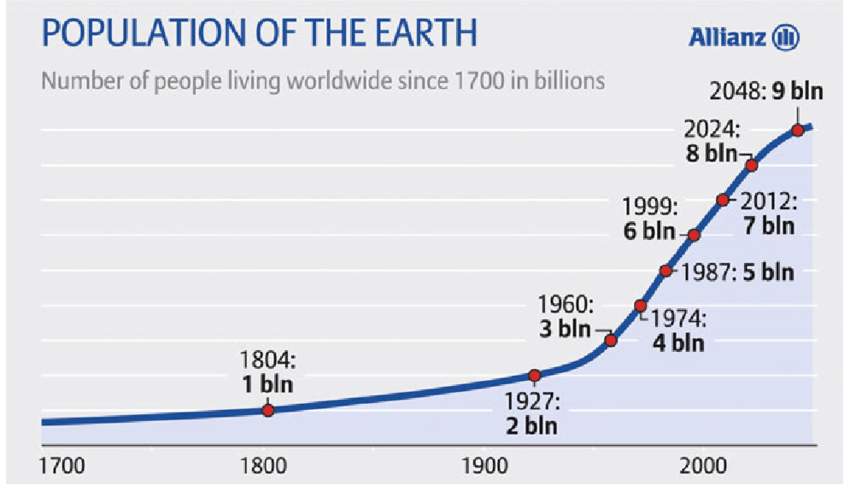 POPULATION OF THE EARTH
Allianz
Number of people living worldwide since 1700 in billions
2048: 9 bln
2024:
8 bln
1999:
6 bln
2012:
7 bln
1987: 5 bln
1960:
3 bln
1974:
4 bln
1804:
1 bln
1927:
2 bln
1700 1800 1900 2000